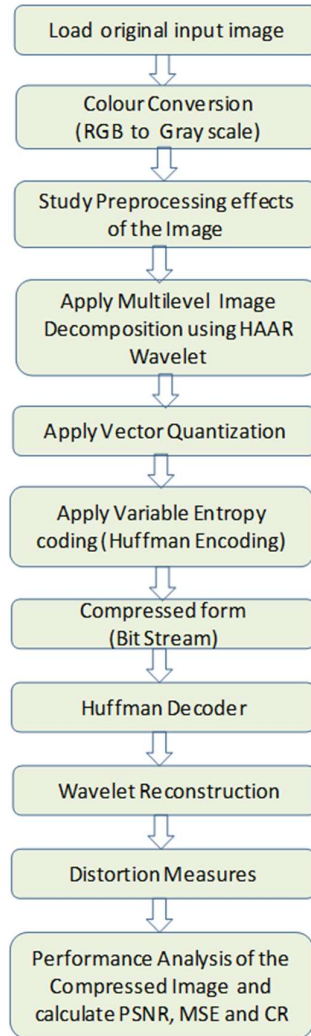 Load original input image
Colour Conversion
(RGB to Gray scale)
Study Preprocessing effects
of the Image
Apply Multilevel Image
Decomposition using HAAR
Wavelet
Apply Vector Quantization
Apply Variable Entropy
coding (Huffman Encoding)
Compressed form
(Bit Stream)
Huffman Decoder
Wavelet Reconstruction
Distortion Measures
Performance Analysis of the
Compressed Image and
calculate PSNR, MSE and CR